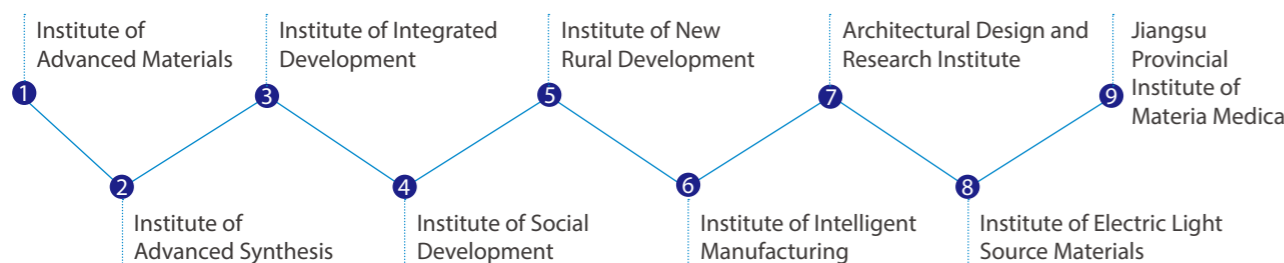 1
Institute of
Advanced Materials
2
Institute of
Advanced Synthesis
3
Institute of Integrated
Development
4
Institute of Social
Development
5
Institute of New
Rural Development
6
Institute of Intelligent
Manufacturing
7
Architectural Design and
Research Institute
8
Institute of Electric Light
Source Materials
9
Jiangsu
Provincial
Institute of
Materia Medica